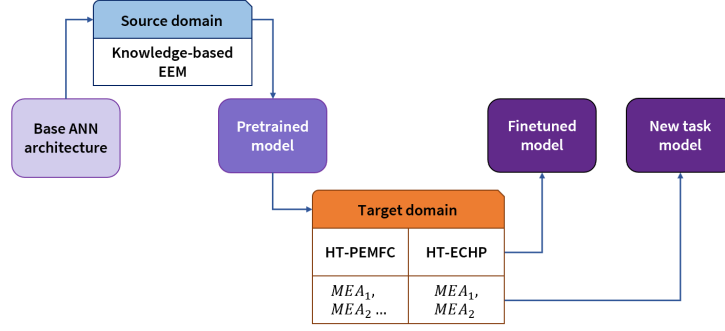 Source domain
Knowledge-based
EEM
Base ANN
architecture
Pretrained
model
Finetuned
model
New task
model
Target domain
HT-PEMFC
HT-ECHP
MEA₁,
MEA₂ ...
MEA₁,
MEA₂